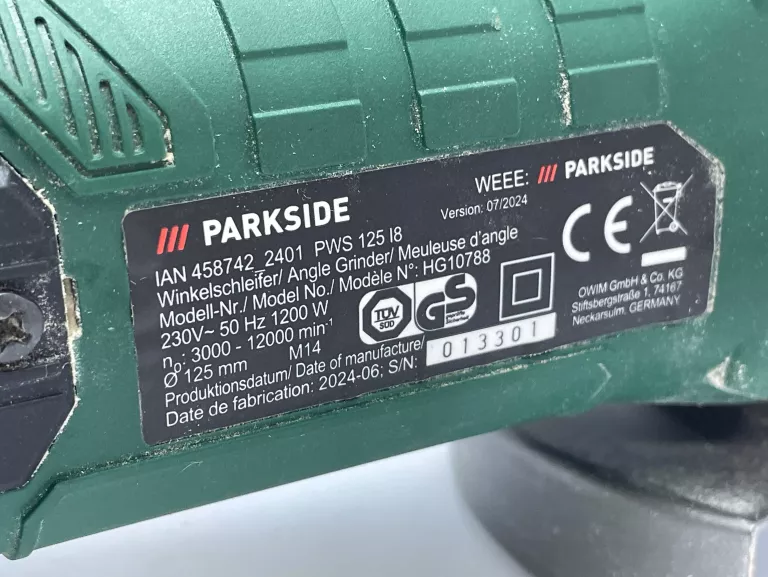 PARKSIDE
WEEE: PARKSIDE
Version: 07/2024
IAN 458742_2401 PWS 125 I8
Winkelschleifer/ Angle Grinder/ Meuleuse d'angle
Modell-Nr./ Model No./ Modèle N°: HG10788
230V~ 50 Hz 1200 W
n₀: 3000 - 12000 min⁻¹
Ø 125 mm M14
Produktionsdatum/ Date of manufacture/
Date de fabrication: 2024-06; S/N: 013301
TÜV
SÜD
GS
CE
OWIM GmbH & Co. KG
Stiftsbergstraße 1, 74167
Neckarsulm, GERMANY